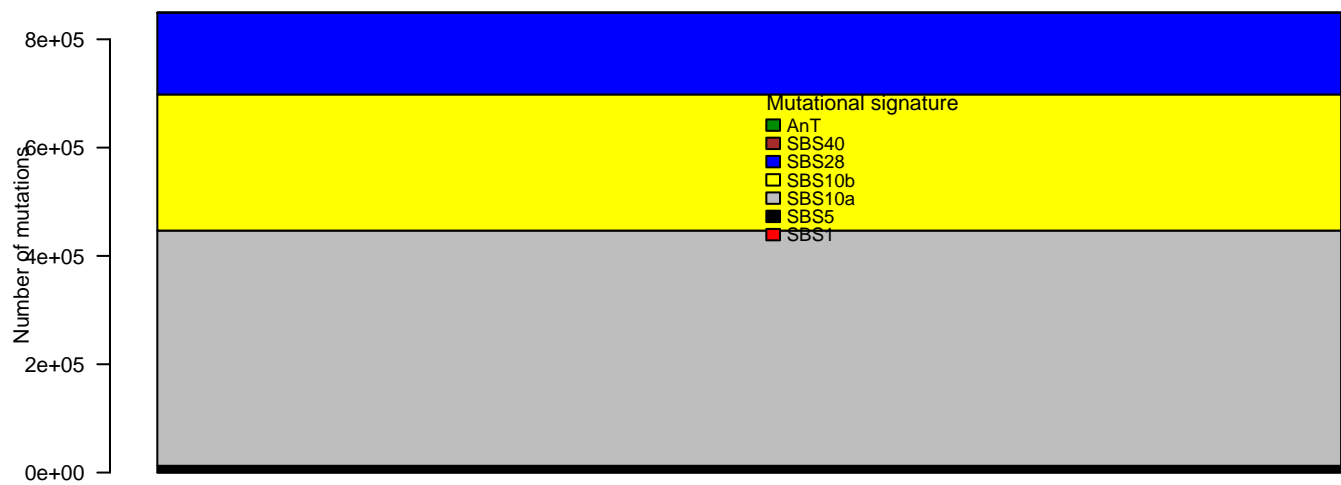 Number of mutations
8e+05
6e+05
4e+05
2e+05
0e+00
Mutational signature
AnT
SBS40
SBS28
SBS10b
SBS10a
SBS5
SBS1